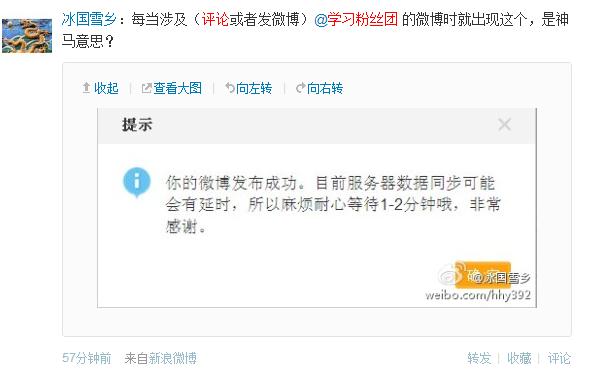 冰国雪乡：每当涉及（评论或者发微博）@学习粉丝团 的微博时就出现这个，是神
马意思？
收起 | 查看大图 | 向左转 | 向右转
提示
你的微博发布成功。目前服务器数据同步可能
会有延时，所以麻烦耐心等待1-2分钟哦，非常
感谢。
确定
@冰国雪乡
weibo.com/hhy392
57分钟前 来自新浪微博 转发 | 收藏 | 评论